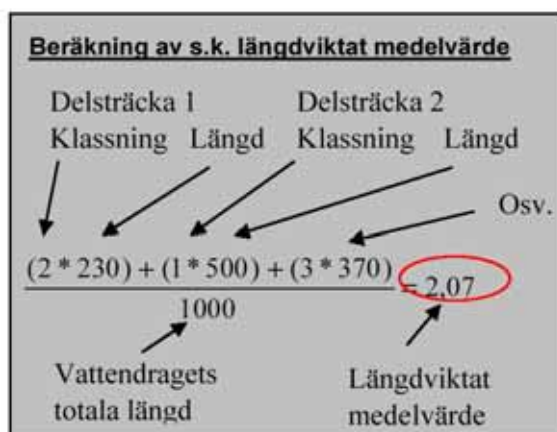 Beräkning av s.k. längdviktat medelvärde
Delsträcka 1 Delsträcka 2
Klassning Längd Klassning Längd
Osv.
(2 * 230) + (1 * 500) + (3 * 370)
= 2,07
1000
Vattendragets Längdviktat
totala längd medelvärde